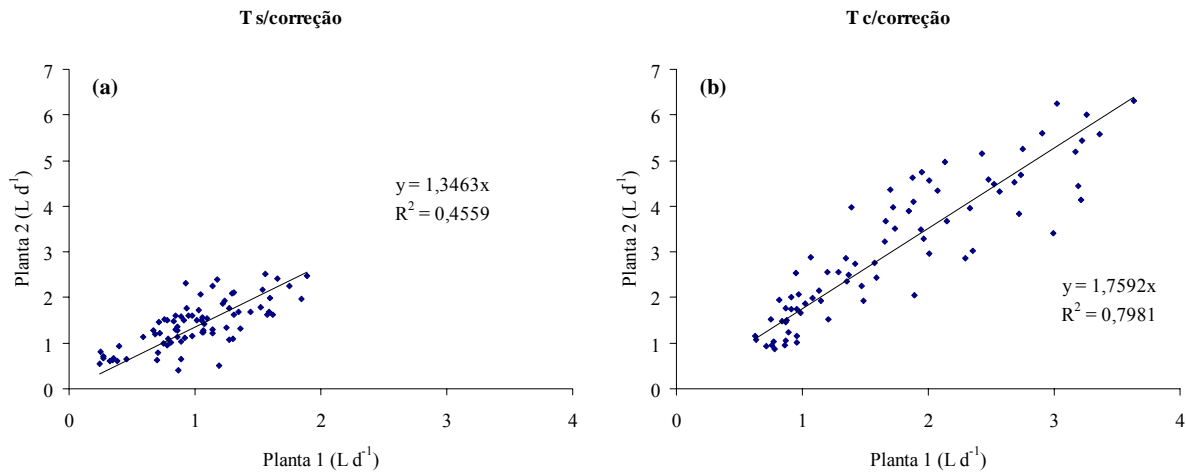 T s/correção
(a)
7
6
5
4
3
2
1
0
Planta 2 (L d⁻¹)
y = 1,3463x
R² = 0,4559
0 1 2 3 4
Planta 1 (L d⁻¹)
T c/correção
(b)
7
6
5
4
3
2
1
0
Planta 2 (L d⁻¹)
y = 1,7592x
R² = 0,7981
0 1 2 3 4
Planta 1 (L d⁻¹)